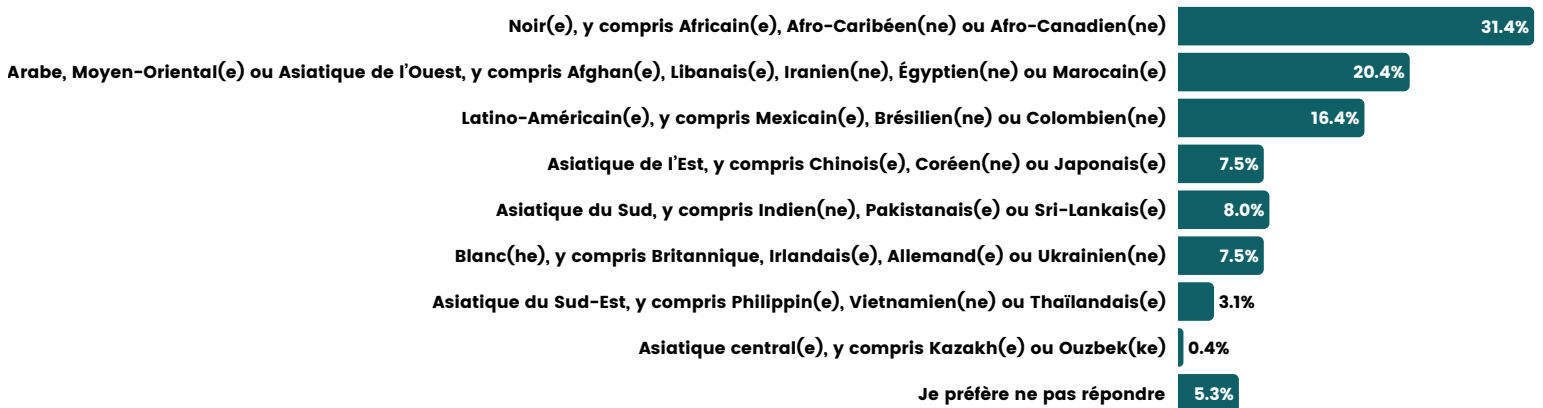 Noir(e), y compris Africain(e), Afro-Caribéen(ne) ou Afro-Canadien(ne) 31.4%
Arabe, Moyen-Oriental(e) ou Asiatique de l'Ouest, y compris Afghan(e), Libanais(e), Iranien(ne), Égyptien(ne) ou Marocain(e) 20.4%
Latino-Américain(e), y compris Mexicain(e), Brésilien(ne) ou Colombien(ne) 16.4%
Asiatique de l'Est, y compris Chinois(e), Coréen(ne) ou Japonais(e) 7.5%
Asiatique du Sud, y compris Indien(ne), Pakistanais(e) ou Sri-Lankais(e) 8.0%
Blanc(he), y compris Britannique, Irlandais(e), Allemand(e) ou Ukrainien(ne) 7.5%
Asiatique du Sud-Est, y compris Philippin(e), Vietnamien(ne) ou Thaïlandais(e) 3.1%
Asiatique central(e), y compris Kazakh(e) ou Ouzbek(ke) 0.4%
Je préfère ne pas répondre 5.3%